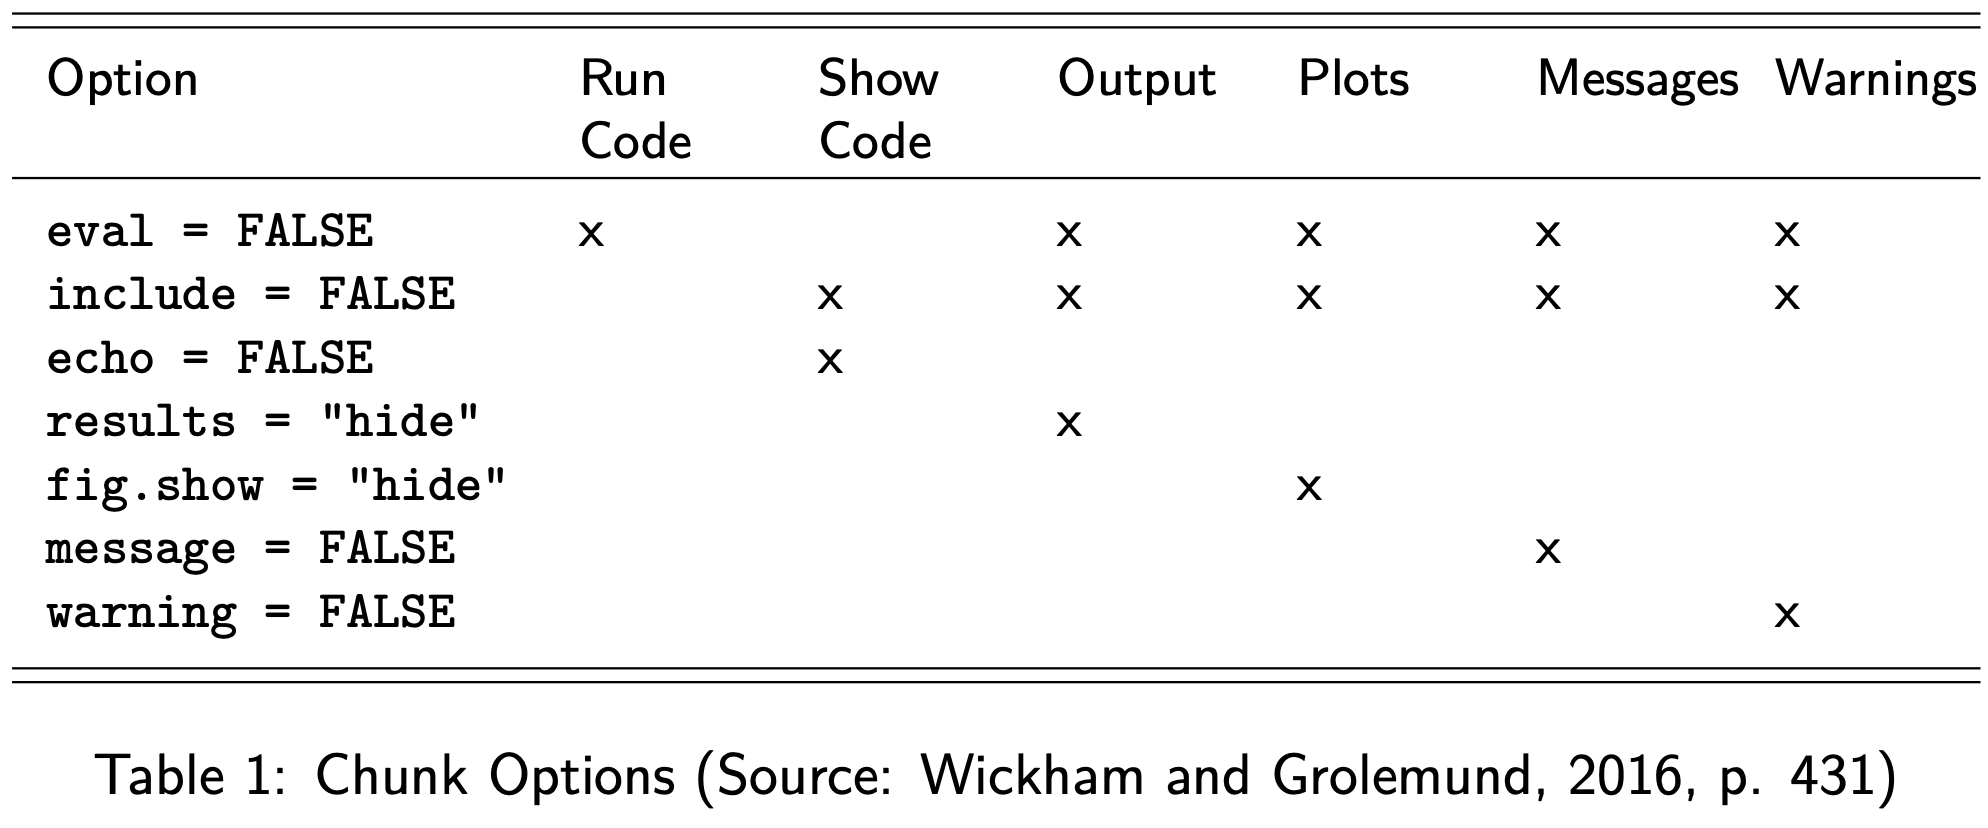 Option Run Code Show Code Output Plots Messages Warnings
eval = FALSE x x x x x
include = FALSE x x x x x
echo = FALSE x
results = "hide" x
fig.show = "hide" x
message = FALSE x
warning = FALSE x
Table 1: Chunk Options (Source: Wickham and Grolemund, 2016, p. 431)